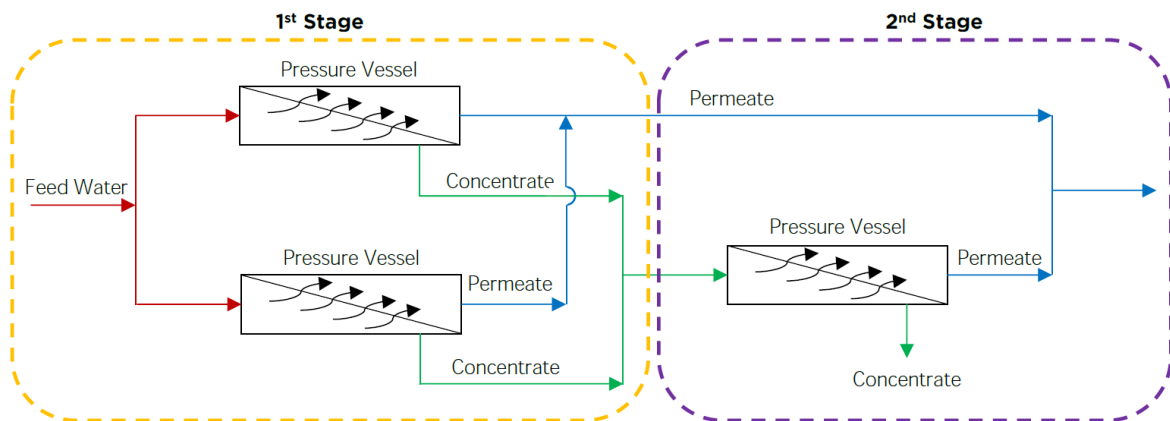 1st Stage
2nd Stage
Pressure Vessel
Permeate
Feed Water
Concentrate
Pressure Vessel
Pressure Vessel
Permeate
Permeate
Concentrate
Concentrate